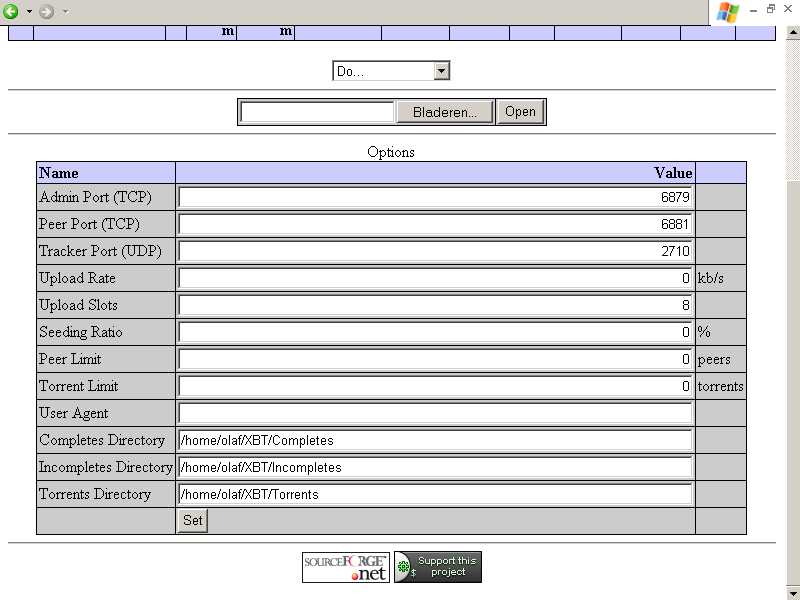 m m
Do...
Bladeren... Open
Options
Name Value
Admin Port (TCP) 6879
Peer Port (TCP) 6881
Tracker Port (UDP) 2710
Upload Rate 0 kb/s
Upload Slots 8
Seeding Ratio 0 %
Peer Limit 0 peers
Torrent Limit 0 torrents
User Agent
Completes Directory /home/olaf/XBT/Completes
Incompletes Directory /home/olaf/XBT/Incompletes
Torrents Directory /home/olaf/XBT/Torrents
Set
SOURCEFORGE™ .net
$ Support this project